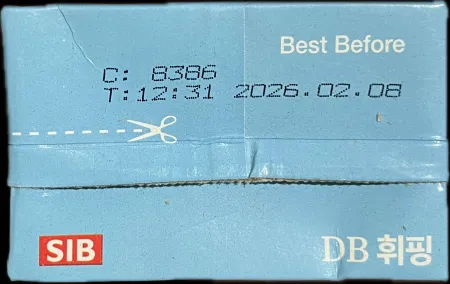 Best Before
C: 8386
T:12:31 2026.02.08
SIB
DB 휘핑